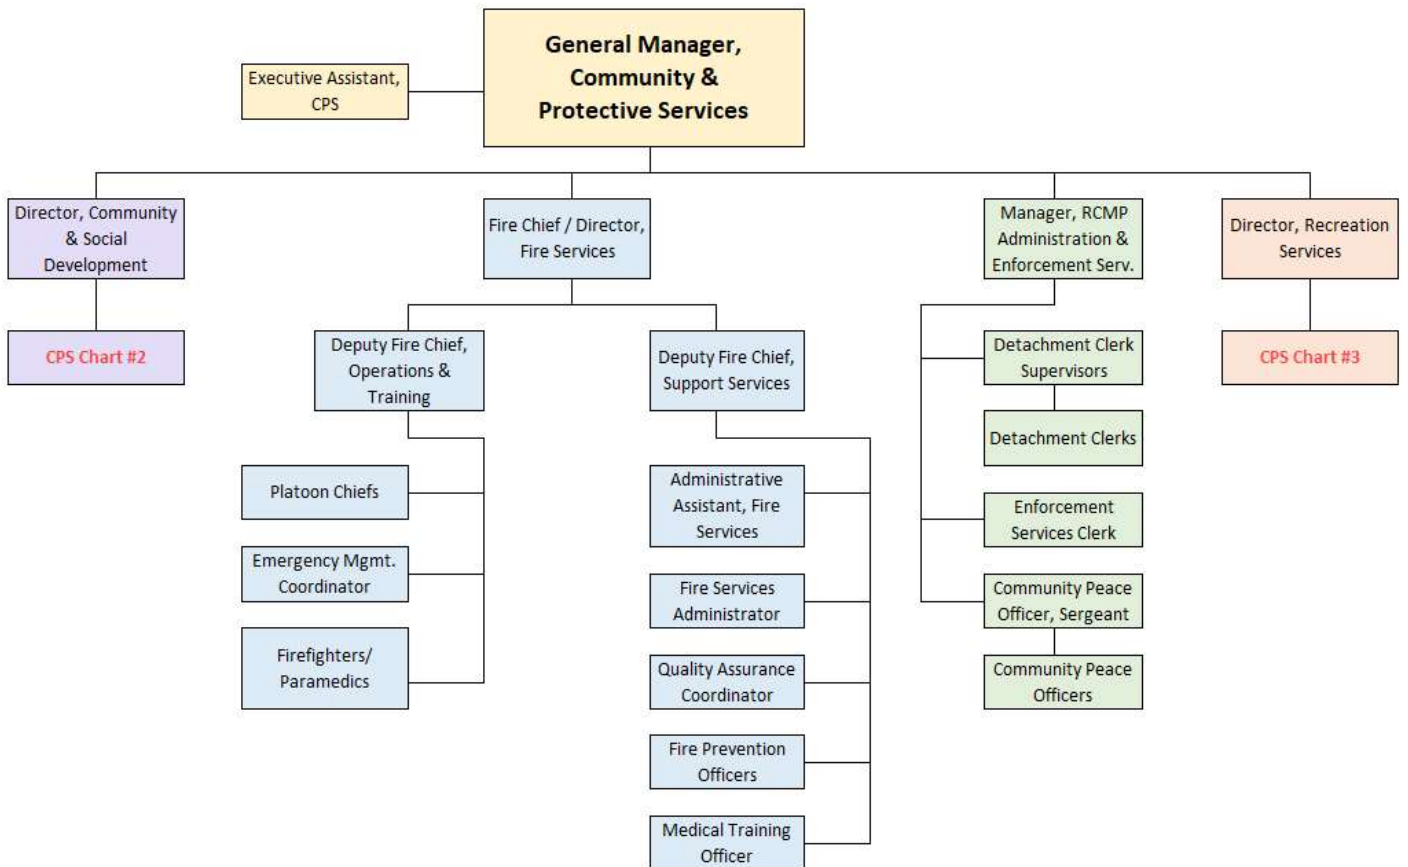 General Manager,
Community &
Protective Services
Executive Assistant,
CPS
Director, Community
& Social
Development
Fire Chief / Director,
Fire Services
Manager, RCMP
Administration &
Enforcement Serv.
Director, Recreation
Services
CPS Chart #2
Deputy Fire Chief,
Operations &
Training
Deputy Fire Chief,
Support Services
Detachment Clerk
Supervisors
CPS Chart #3
Detachment Clerks
Platoon Chiefs
Administrative
Assistant, Fire
Services
Enforcement
Services Clerk
Emergency Mgmt.
Coordinator
Fire Services
Administrator
Community Peace
Officer, Sergeant
Firefighters/
Paramedics
Quality Assurance
Coordinator
Community Peace
Officers
Fire Prevention
Officers
Medical Training
Officer